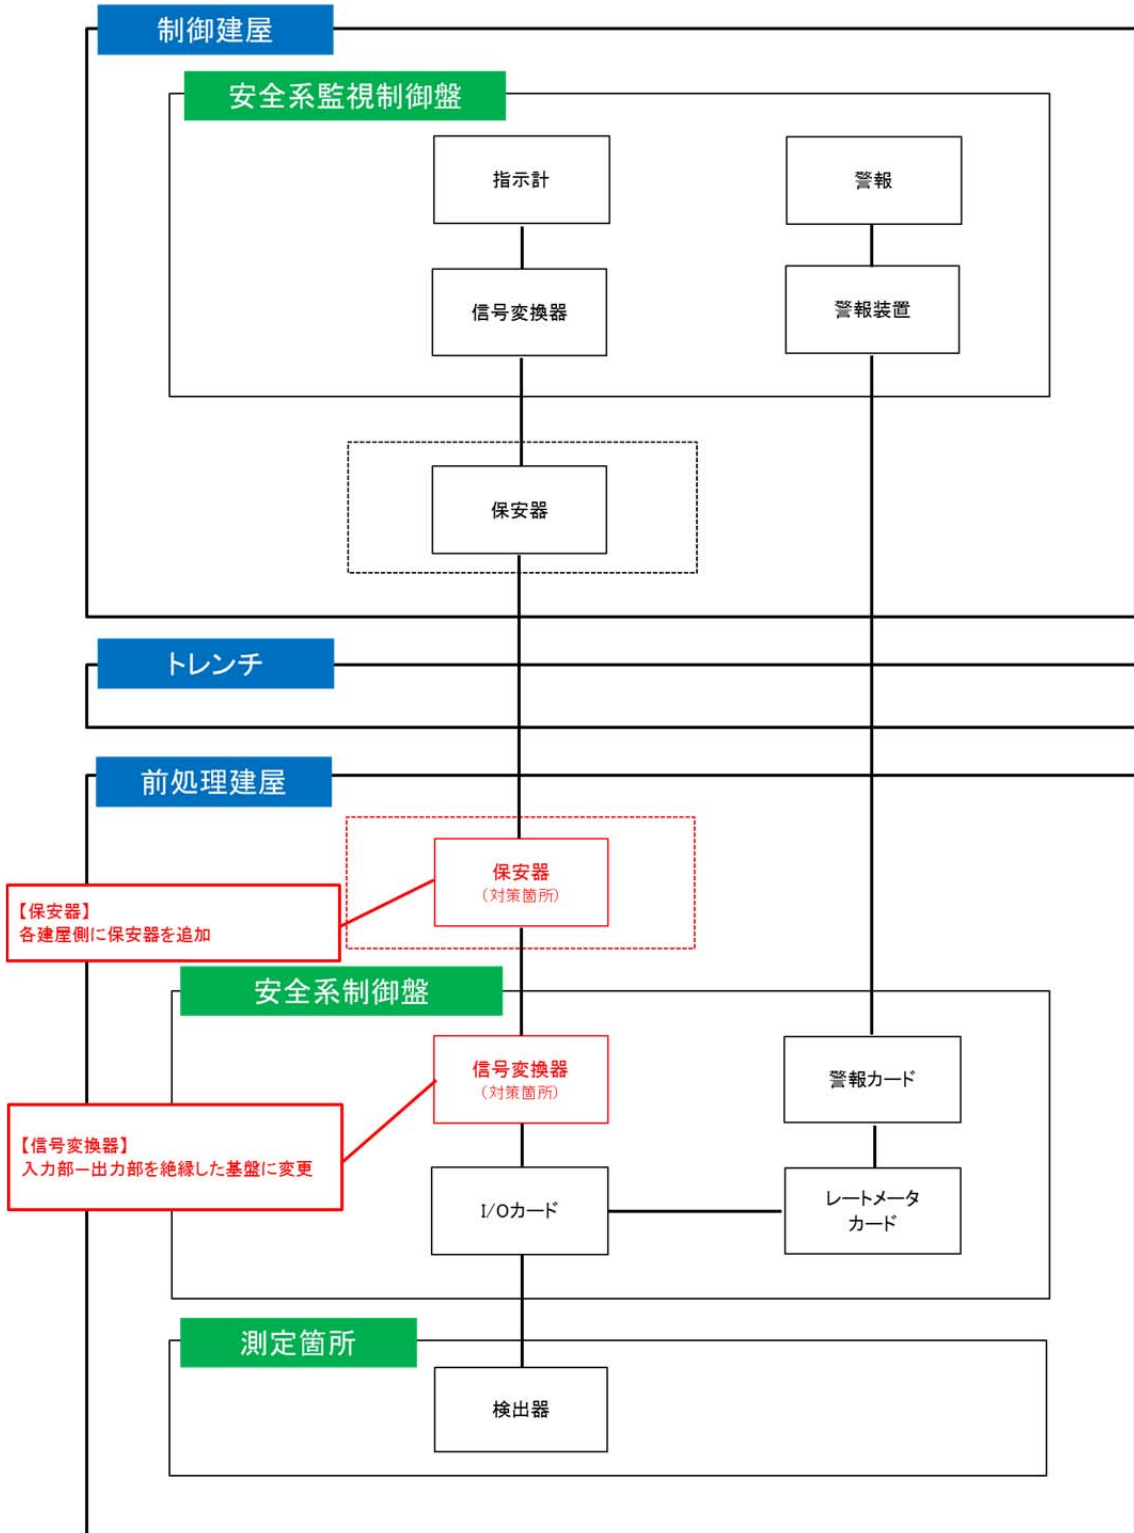 制御建屋
安全系監視制御盤
指示計
警報
信号変換器
警報装置
保安器
トレンチ
前処理建屋
保安器
（対策箇所）
【保安器】
各建屋側に保安器を追加
安全系制御盤
信号変換器
（対策箇所）
警報カード
【信号変換器】
入力部－出力部を絶縁した基盤に変更
I/Oカード
レートメータ
カード
測定箇所
検出器